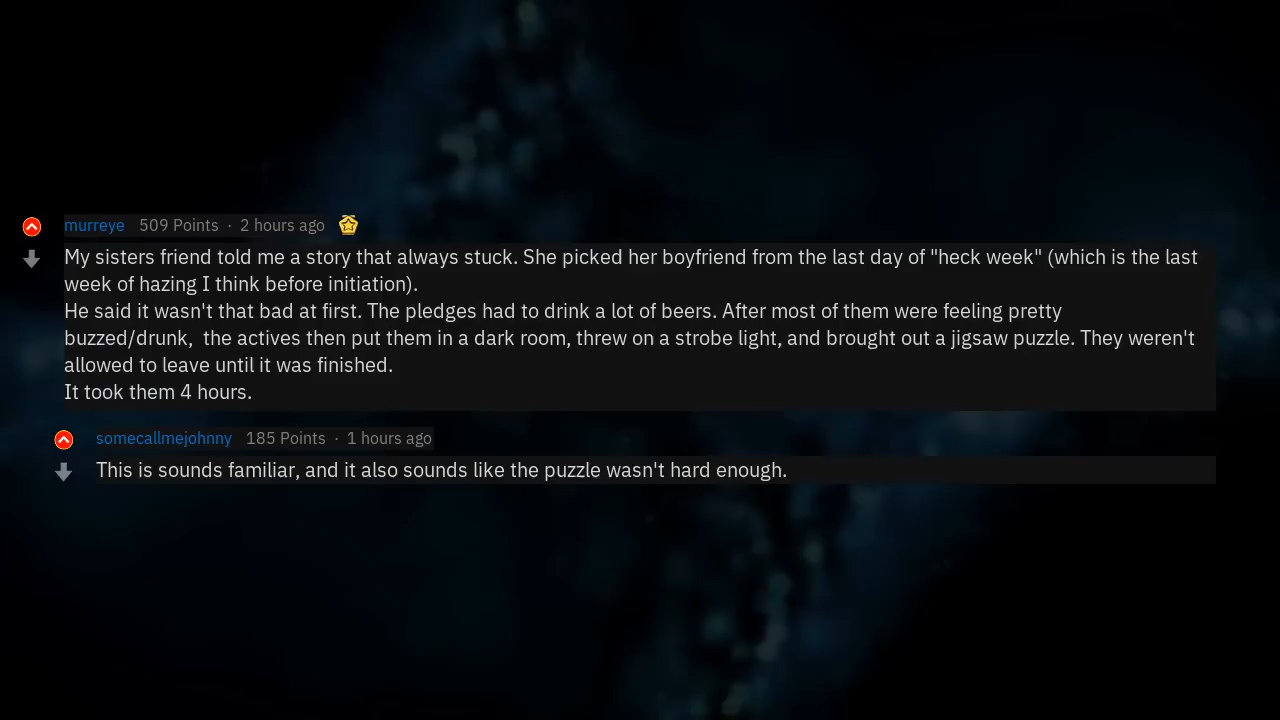 murreye 509 Points · 2 hours ago
My sisters friend told me a story that always stuck. She picked her boyfriend from the last day of "heck week" (which is the last
week of hazing I think before initiation).
He said it wasn't that bad at first. The pledges had to drink a lot of beers. After most of them were feeling pretty
buzzed/drunk,  the actives then put them in a dark room, threw on a strobe light, and brought out a jigsaw puzzle. They weren't
allowed to leave until it was finished.
It took them 4 hours.
somecallmejohnny 185 Points · 1 hours ago
This is sounds familiar, and it also sounds like the puzzle wasn't hard enough.